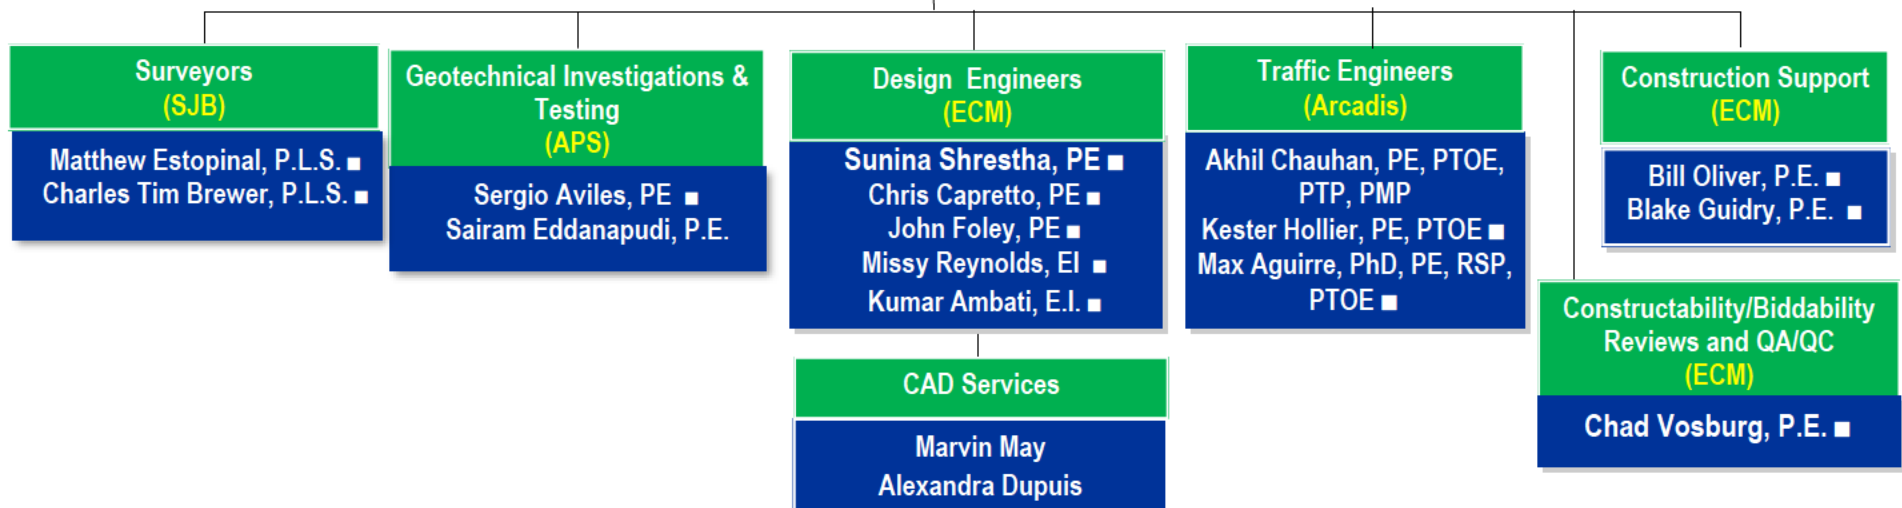 Surveyors
(SJB)
Matthew Estopinal, P.L.S. ■
Charles Tim Brewer, P.L.S. ■
Geotechnical Investigations &
Testing
(APS)
Sergio Aviles, PE ■
Sairam Eddanapudi, P.E.
Design Engineers
(ECM)
Sunina Shrestha, PE ■
Chris Capretto, PE ■
John Foley, PE ■
Missy Reynolds, EI ■
Kumar Ambati, E.I. ■
CAD Services
Marvin May
Alexandra Dupuis
Traffic Engineers
(Arcadis)
Akhil Chauhan, PE, PTOE,
PTP, PMP
Kester Hollier, PE, PTOE ■
Max Aguirre, PhD, PE, RSP,
PTOE ■
Construction Support
(ECM)
Bill Oliver, P.E. ■
Blake Guidry, P.E. ■
Constructability/Biddability
Reviews and QA/QC
(ECM)
Chad Vosburg, P.E. ■